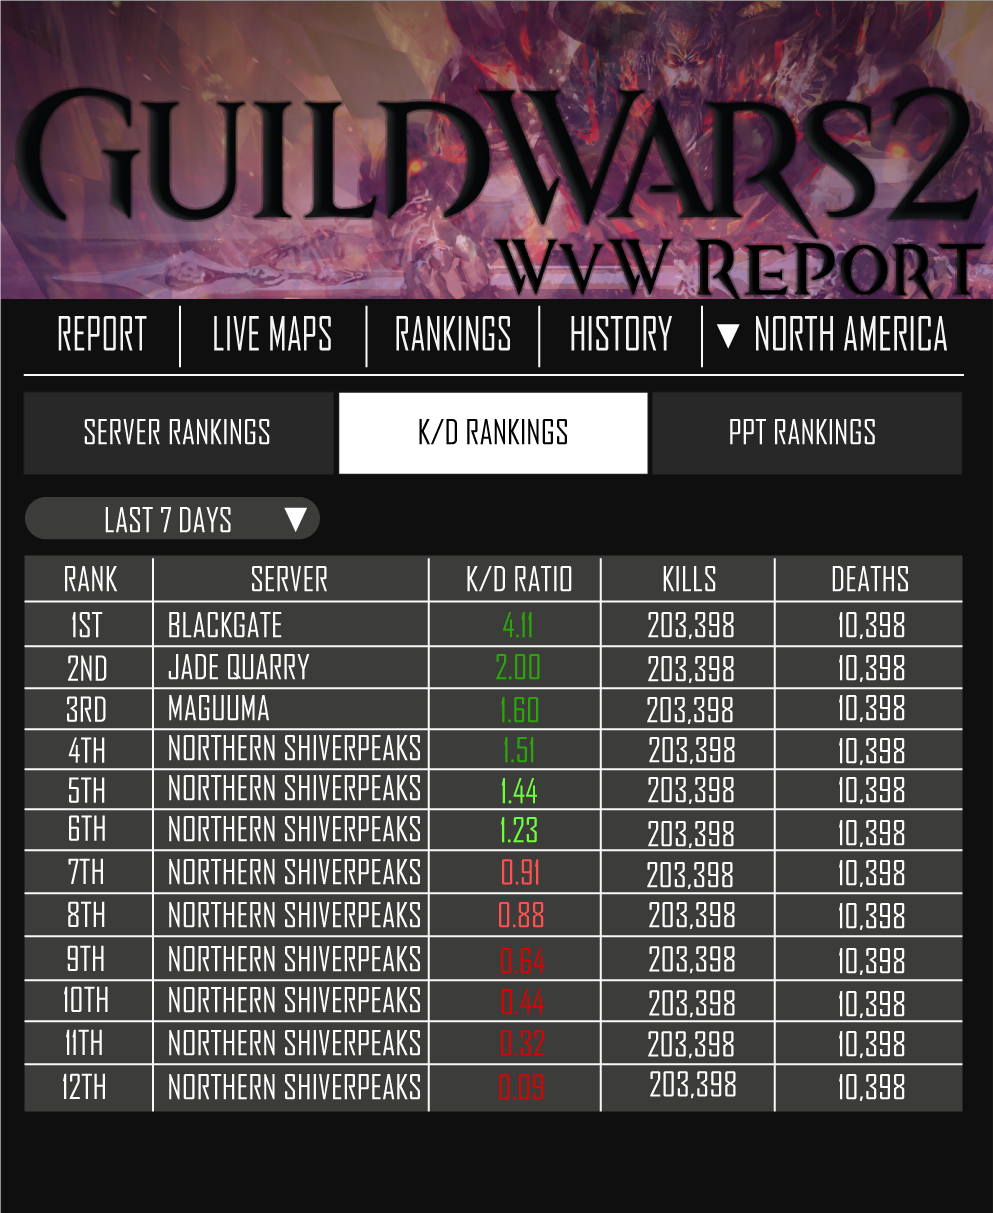 GUILDWARS2
WvW REPORT
REPORT LIVE MAPS RANKINGS HISTORY ▼ NORTH AMERICA
SERVER RANKINGS K/D RANKINGS PPT RANKINGS
LAST 7 DAYS ▼
RANK SERVER K/D RATIO KILLS DEATHS
1ST BLACKGATE 4.11 203,398 10,398
2ND JADE QUARRY 2.00 203,398 10,398
3RD MAGUUMA 1.60 203,398 10,398
4TH NORTHERN SHIVERPEAKS 1.51 203,398 10,398
5TH NORTHERN SHIVERPEAKS 1.44 203,398 10,398
6TH NORTHERN SHIVERPEAKS 1.23 203,398 10,398
7TH NORTHERN SHIVERPEAKS 0.91 203,398 10,398
8TH NORTHERN SHIVERPEAKS 0.88 203,398 10,398
9TH NORTHERN SHIVERPEAKS 0.64 203,398 10,398
10TH NORTHERN SHIVERPEAKS 0.44 203,398 10,398
11TH NORTHERN SHIVERPEAKS 0.32 203,398 10,398
12TH NORTHERN SHIVERPEAKS 0.09 203,398 10,398